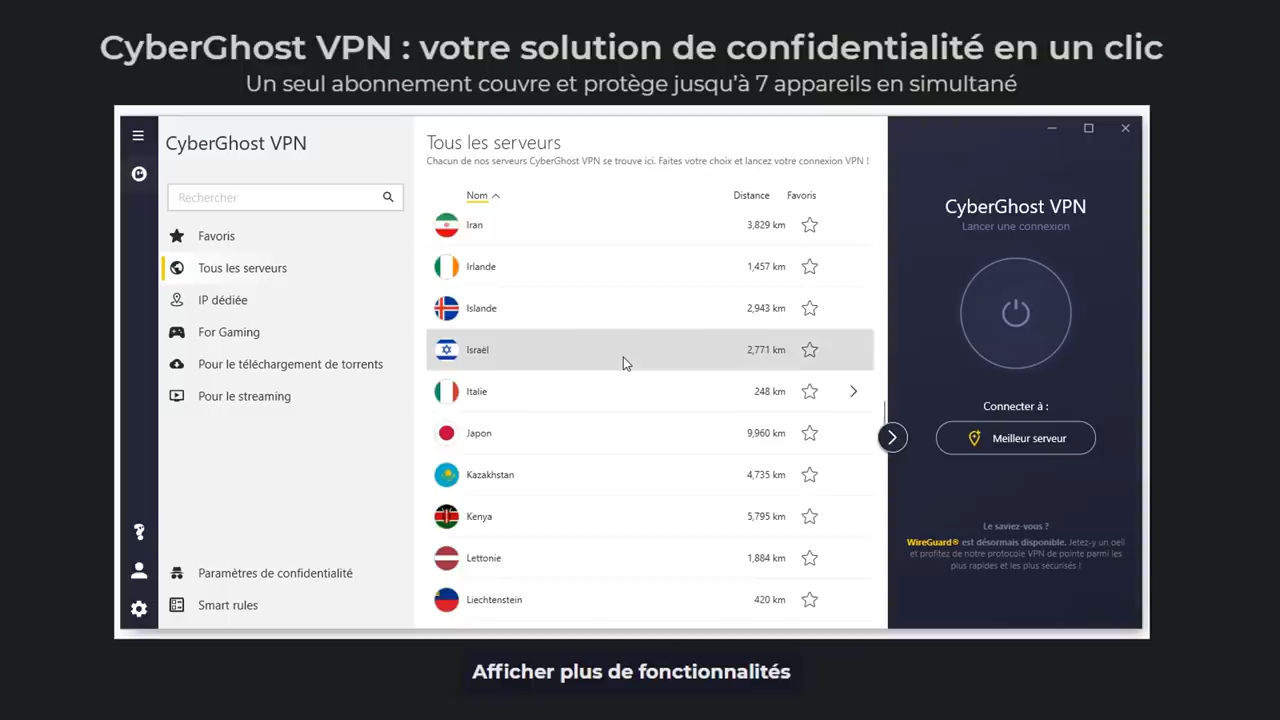 CyberGhost VPN : votre solution de confidentialité en un clic
Un seul abonnement couvre et protège jusqu'à 7 appareils en simultané
CyberGhost VPN
Rechercher
Favoris
Tous les serveurs
IP dédiée
For Gaming
Pour le téléchargement de torrents
Pour le streaming
Paramètres de confidentialité
Smart rules
Tous les serveurs
Chacun de nos serveurs CyberGhost VPN se trouve ici. Faites votre choix et lancez votre connexion VPN !
Nom Distance Favoris
Iran 3,829 km
Irlande 1,457 km
Islande 2,943 km
Israël 2,771 km
Italie 248 km
Japon 9,960 km
Kazakhstan 4,735 km
Kenya 5,795 km
Lettonie 1,884 km
Liechtenstein 420 km
CyberGhost VPN
Lancer une connexion
Connecter à :
Meilleur serveur
Le saviez-vous ?
WireGuard® est désormais disponible. Jetez-y un oeil
et profitez de notre protocole VPN de pointe parmi les
plus rapides et les plus sécurisés !
Afficher plus de fonctionnalités